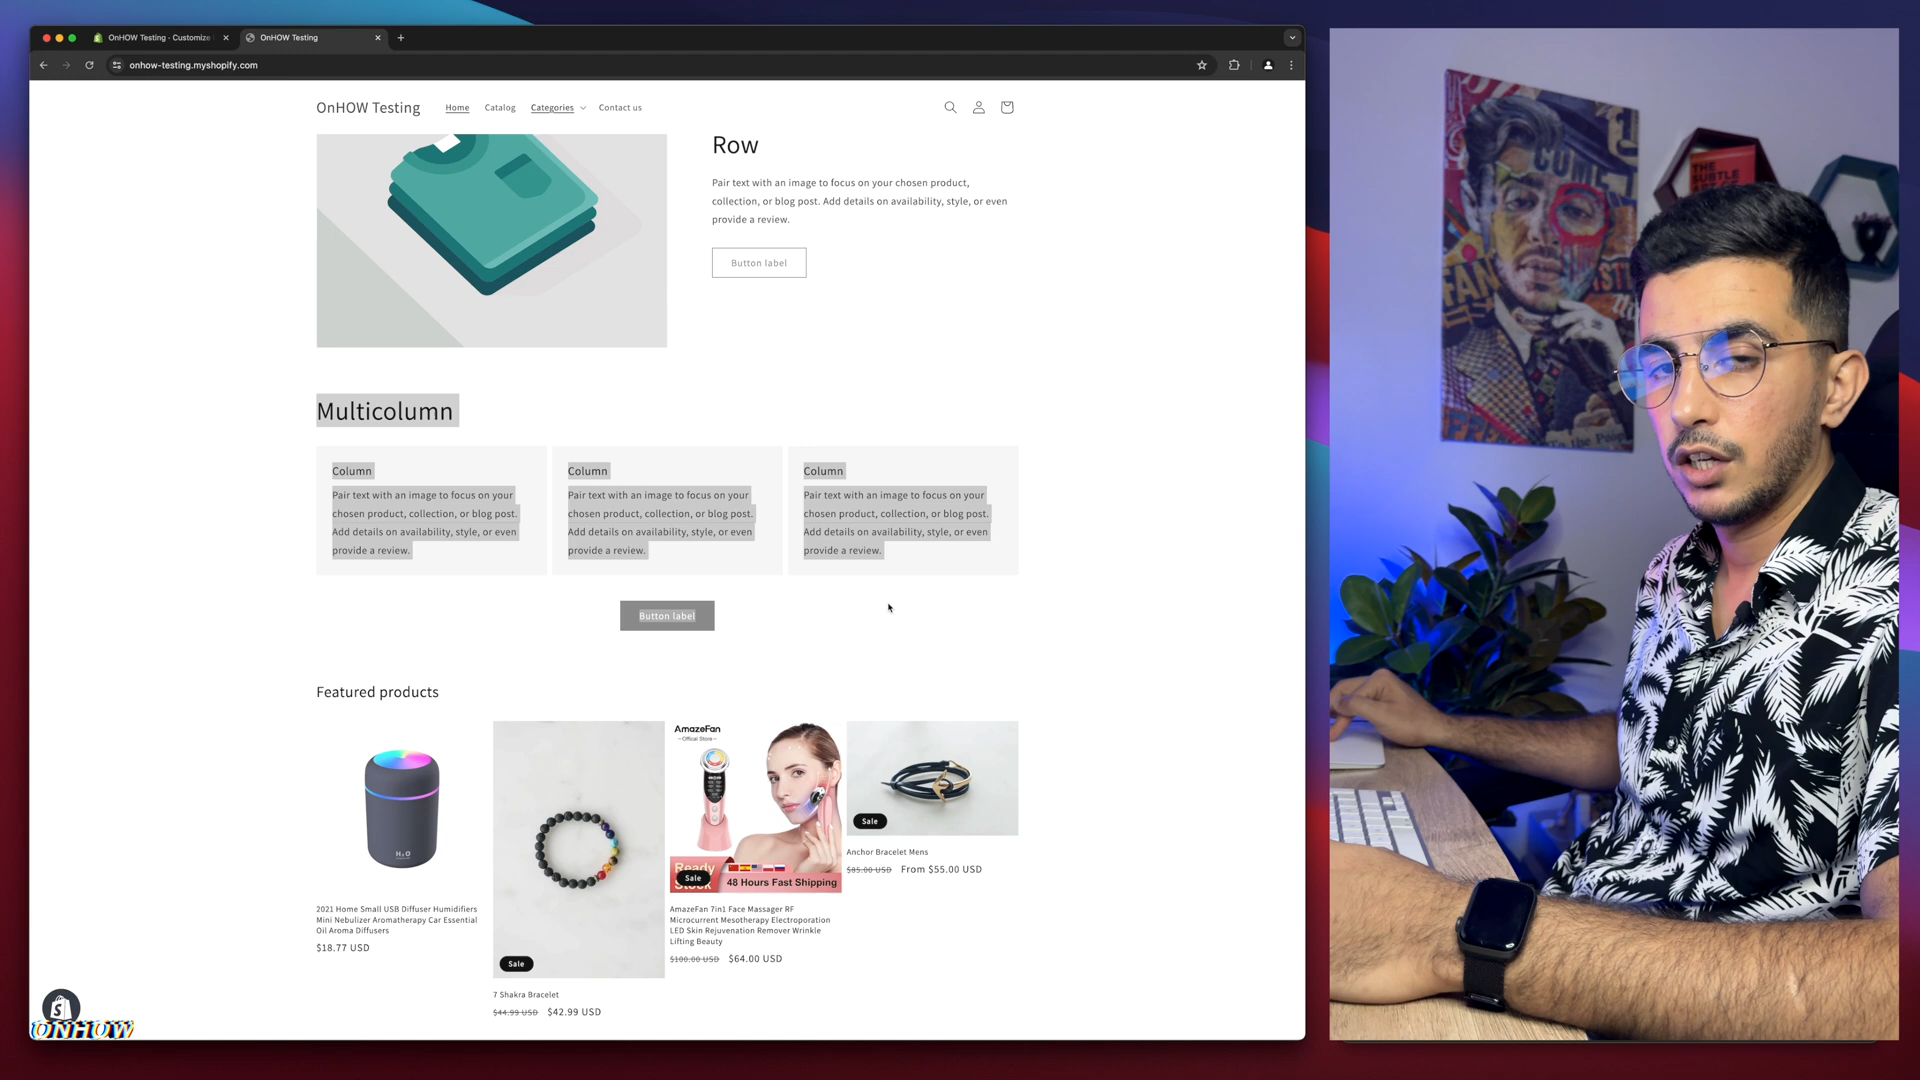 OnHOW Testing - Customize
OnHOW Testing
onhow-testing.myshopify.com
OnHOW Testing
Home
Catalog
Categories
Contact us
Row
Pair text with an image to focus on your chosen product,
collection, or blog post. Add details on availability, style, or even
provide a review.
Button label
Multicolumn
Column
Pair text with an image to focus on your
chosen product, collection, or blog post.
Add details on availability, style, or even
provide a review.
Column
Pair text with an image to focus on your
chosen product, collection, or blog post.
Add details on availability, style, or even
provide a review.
Column
Pair text with an image to focus on your
chosen product, collection, or blog post.
Add details on availability, style, or even
provide a review.
Button label
Featured products
H₂O
2021 Home Small USB Diffuser Humidifiers
Mini Nebulizer Aromatherapy Car Essential
Oil Aroma Diffusers
$18.77 USD
Sale
7 Shakra Bracelet
$44.99 USD $42.99 USD
AmazeFan
—Official Store—
Ready
Stock
Sale
48 Hours Fast Shipping
AmazeFan 7in1 Face Massager RF
Microcurrent Mesotherapy Electroporation
LED Skin Rejuvenation Remover Wrinkle
Lifting Beauty
$100.00 USD $64.00 USD
Sale
Anchor Bracelet Mens
$85.00 USD From $55.00 USD
ONHOW
COME
FAN
To the People
THE
SUBTLE
ART OF